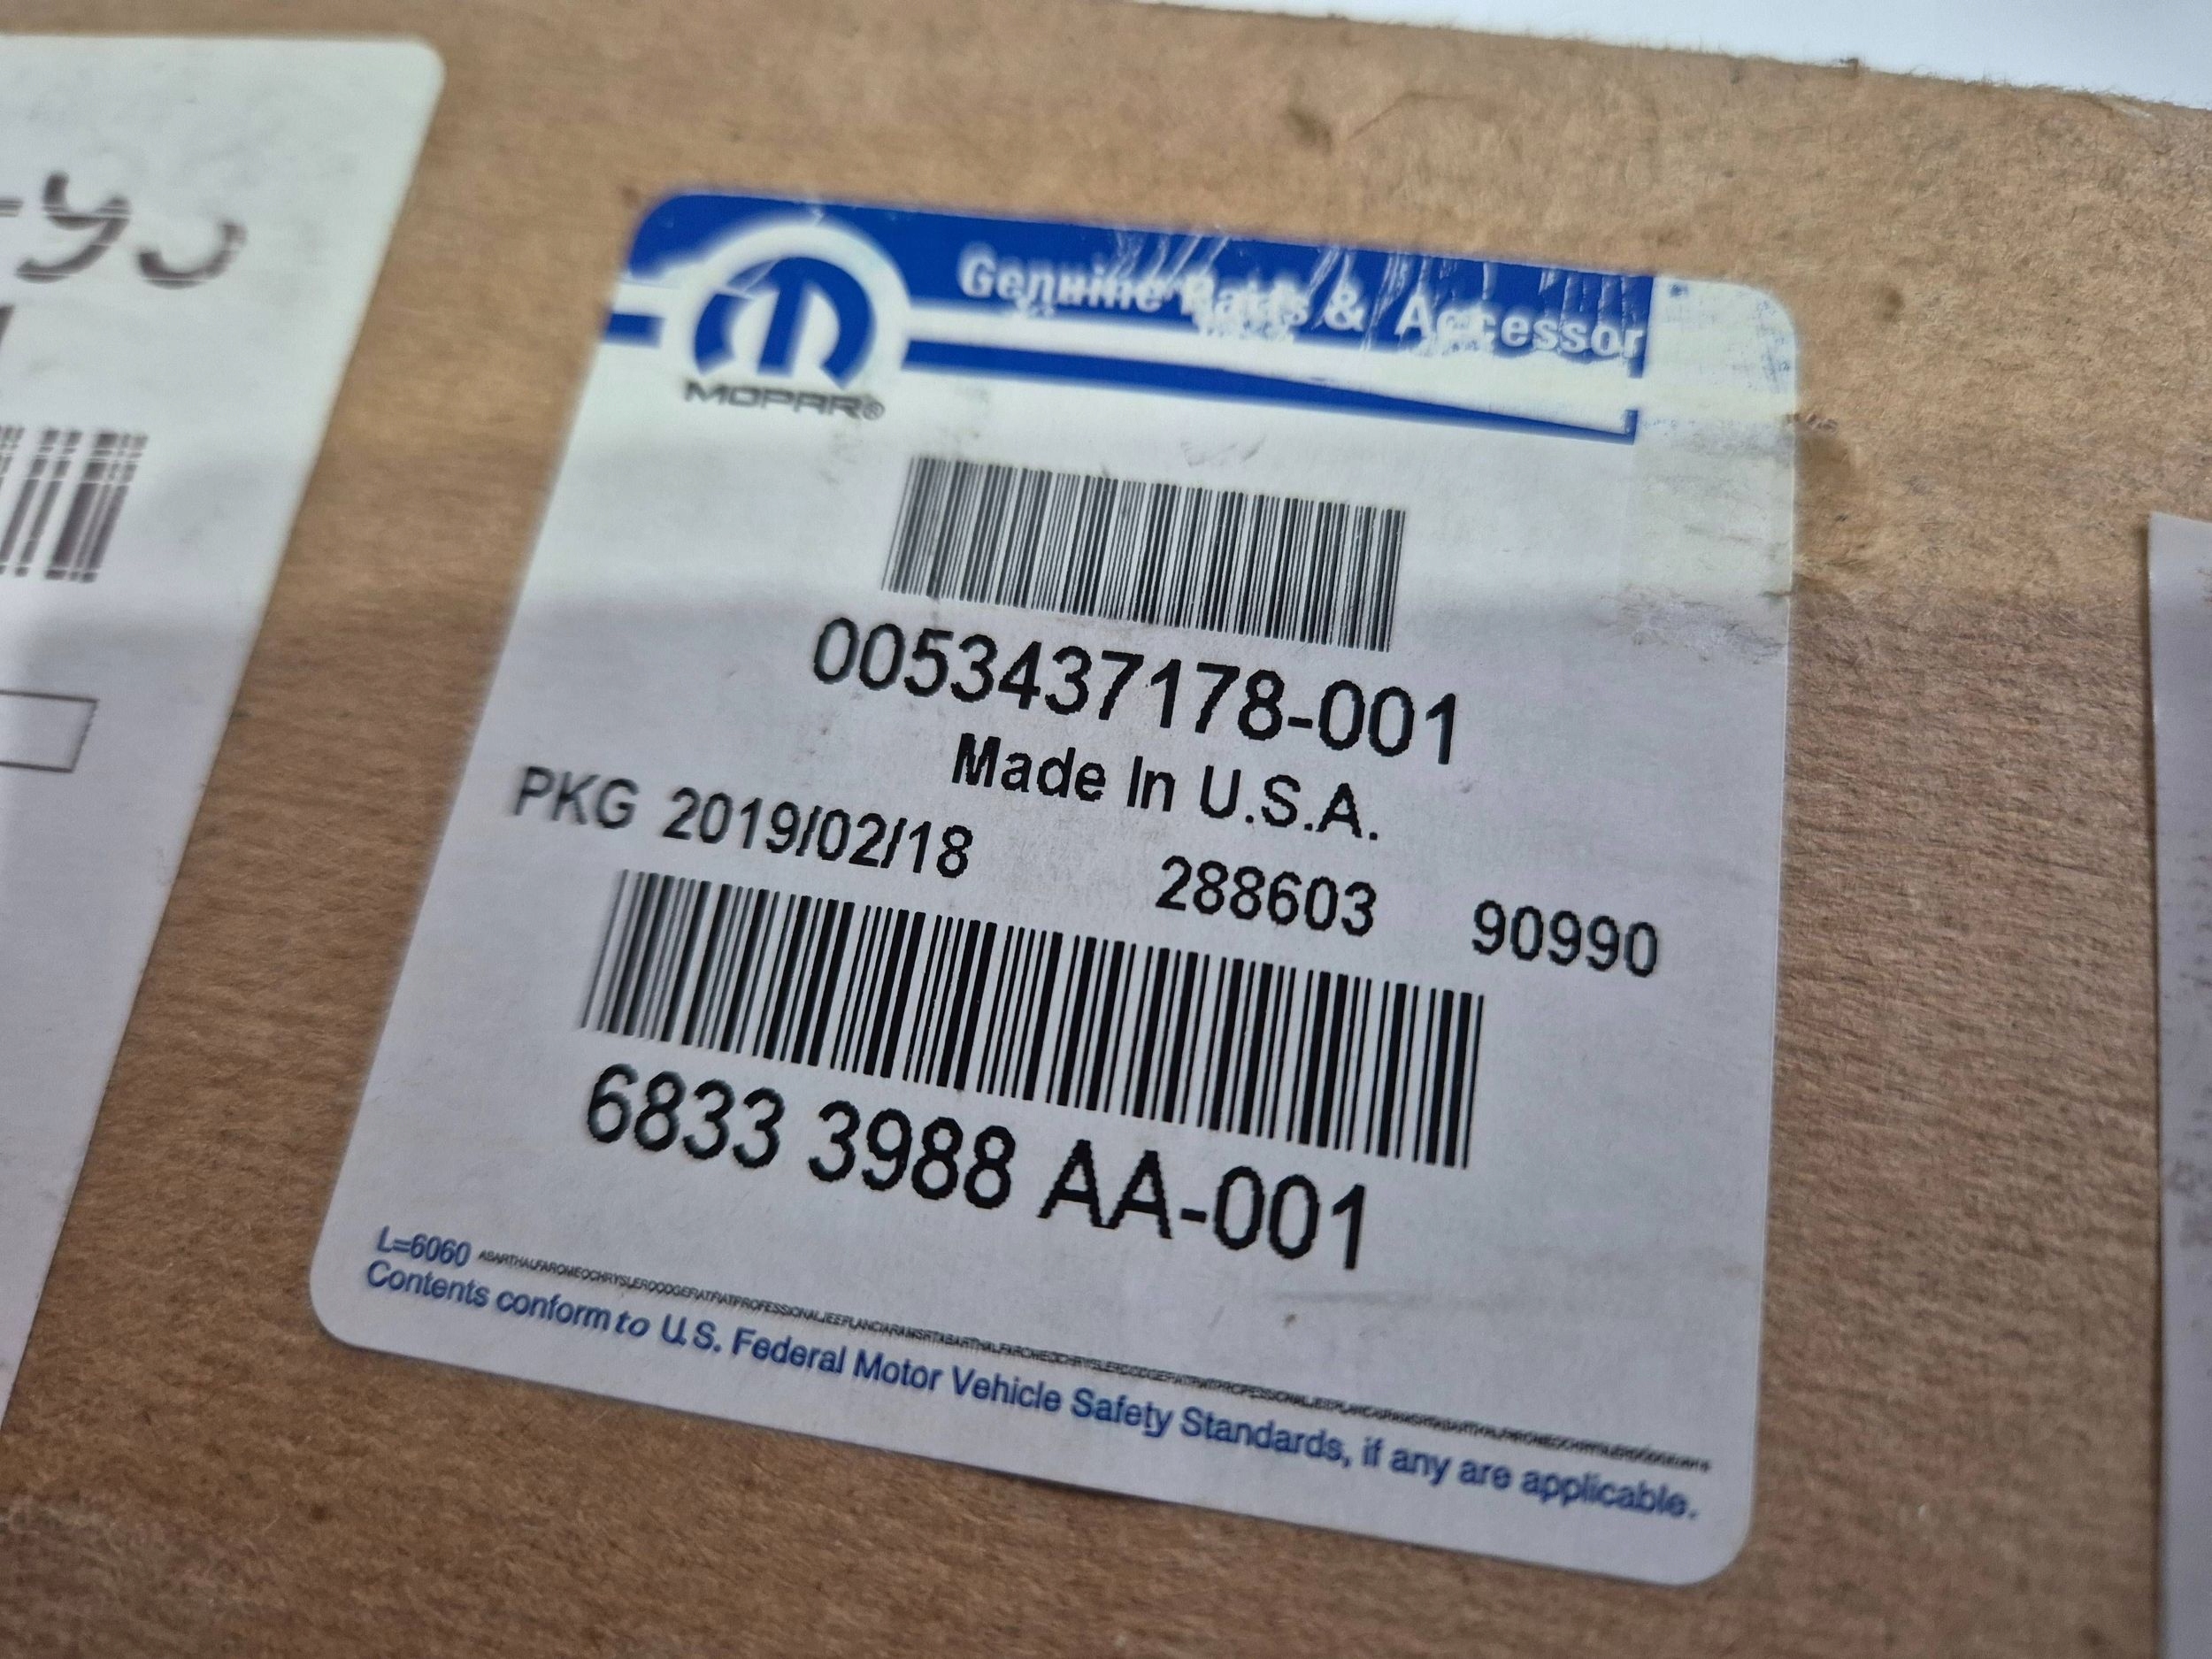 Genuine Parts & Accessor
MOPAR®
0053437178-001
Made In U.S.A.
PKG 2019/02/18 288603 90990
6833 3988 AA-001
L=6060
Contents conform to U.S. Federal Motor Vehicle Safety Standards, if any are applicable.